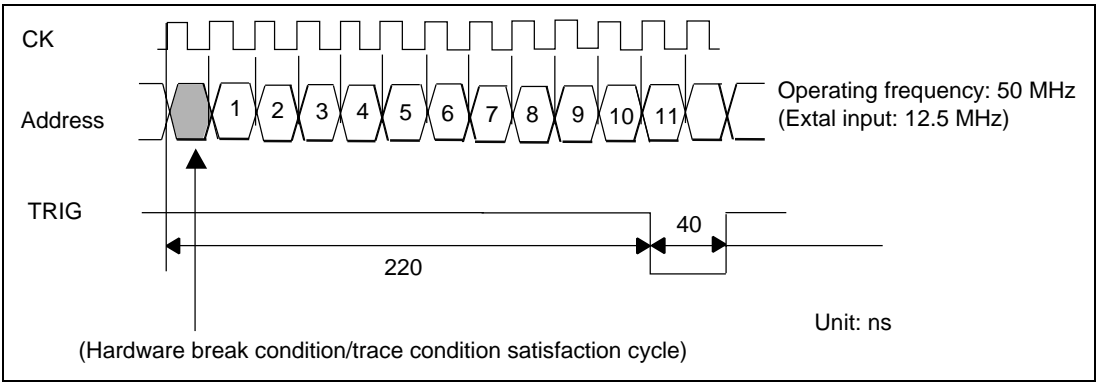 CK
Address
1 2 3 4 5 6 7 8 9 10 11
Operating frequency: 50 MHz
(Extal input: 12.5 MHz)
TRIG
40
220
Unit: ns
(Hardware break condition/trace condition satisfaction cycle)